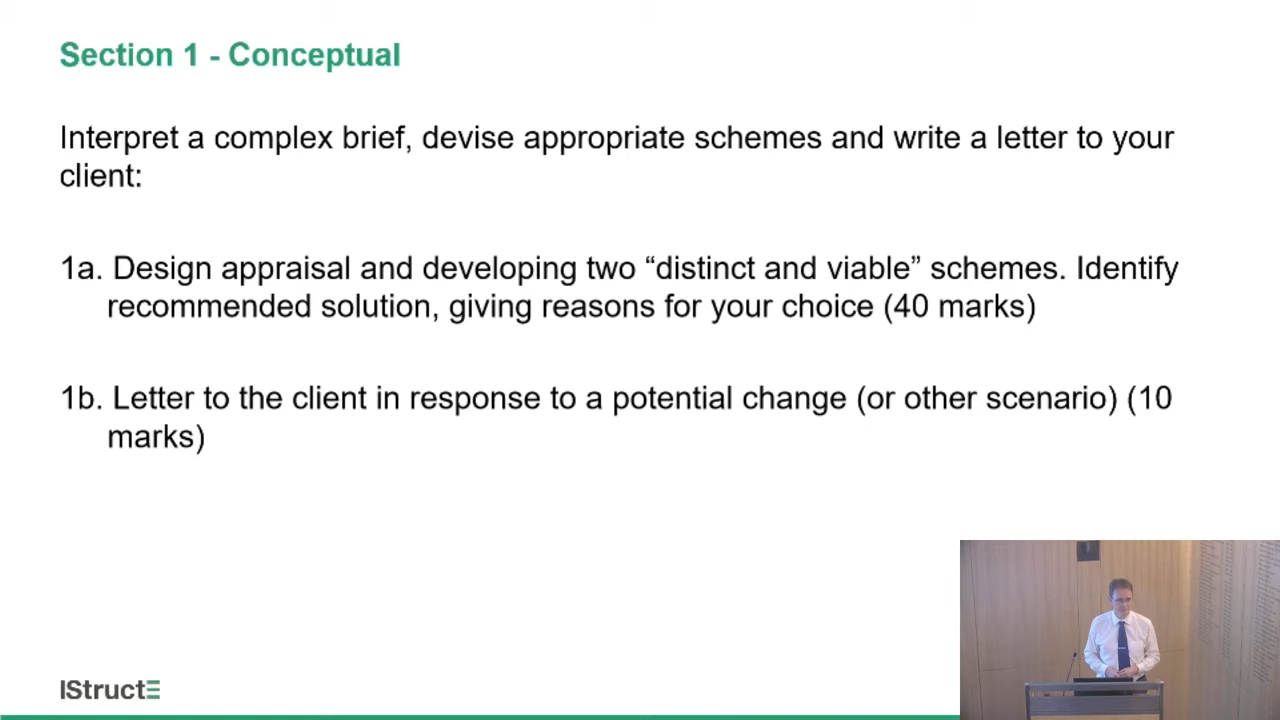 Section 1 - Conceptual
Interpret a complex brief, devise appropriate schemes and write a letter to your
client:
1a. Design appraisal and developing two “distinct and viable” schemes. Identify
recommended solution, giving reasons for your choice (40 marks)
1b. Letter to the client in response to a potential change (or other scenario) (10
marks)
IStructE